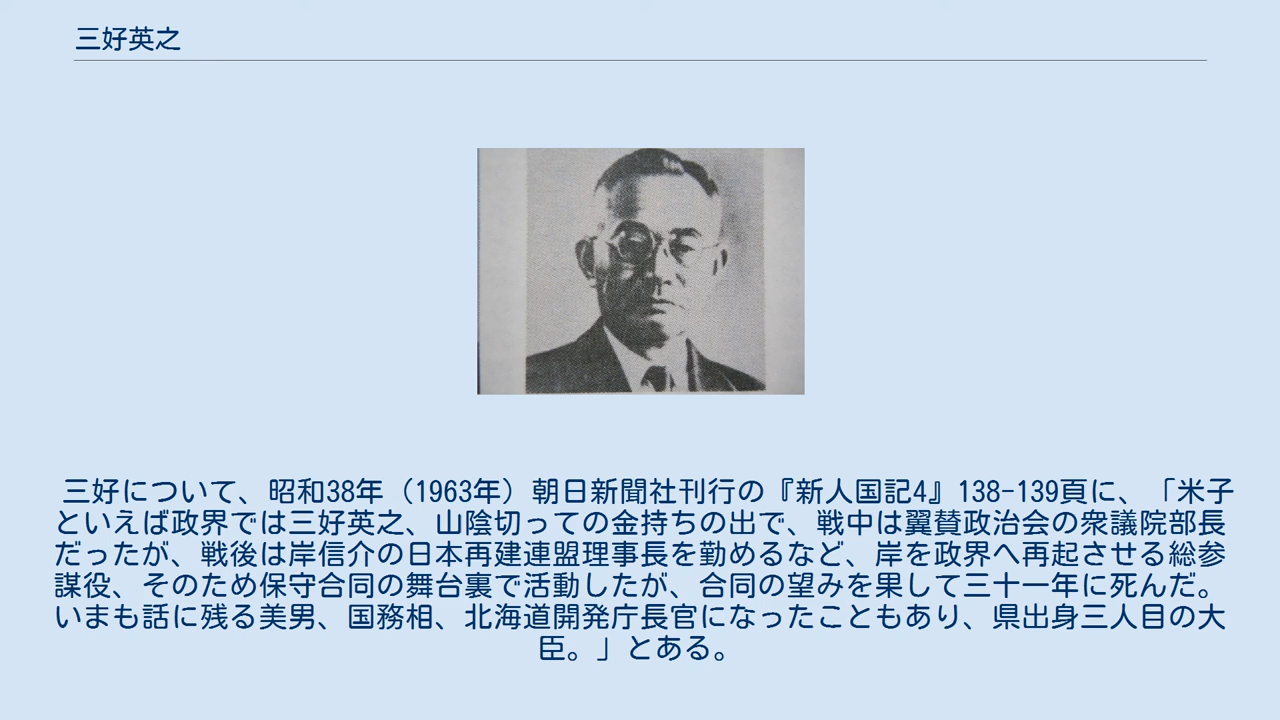 三好英之
三好について、昭和38年（1963年）朝日新聞社刊行の『新人国記4』138-139頁に、「米子
といえば政界では三好英之、山陰切っての金持ちの出で、戦中は翼賛政治会の衆議院部長
だったが、戦後は岸信介の日本再建連盟理事長を勤めるなど、岸を政界へ再起させる総参
謀役、そのため保守合同の舞台裏で活動したが、合同の望みを果して三十一年に死んだ。
いまも話に残る美男、国務相、北海道開発庁長官になったこともあり、県出身三人目の大
臣。」とある。